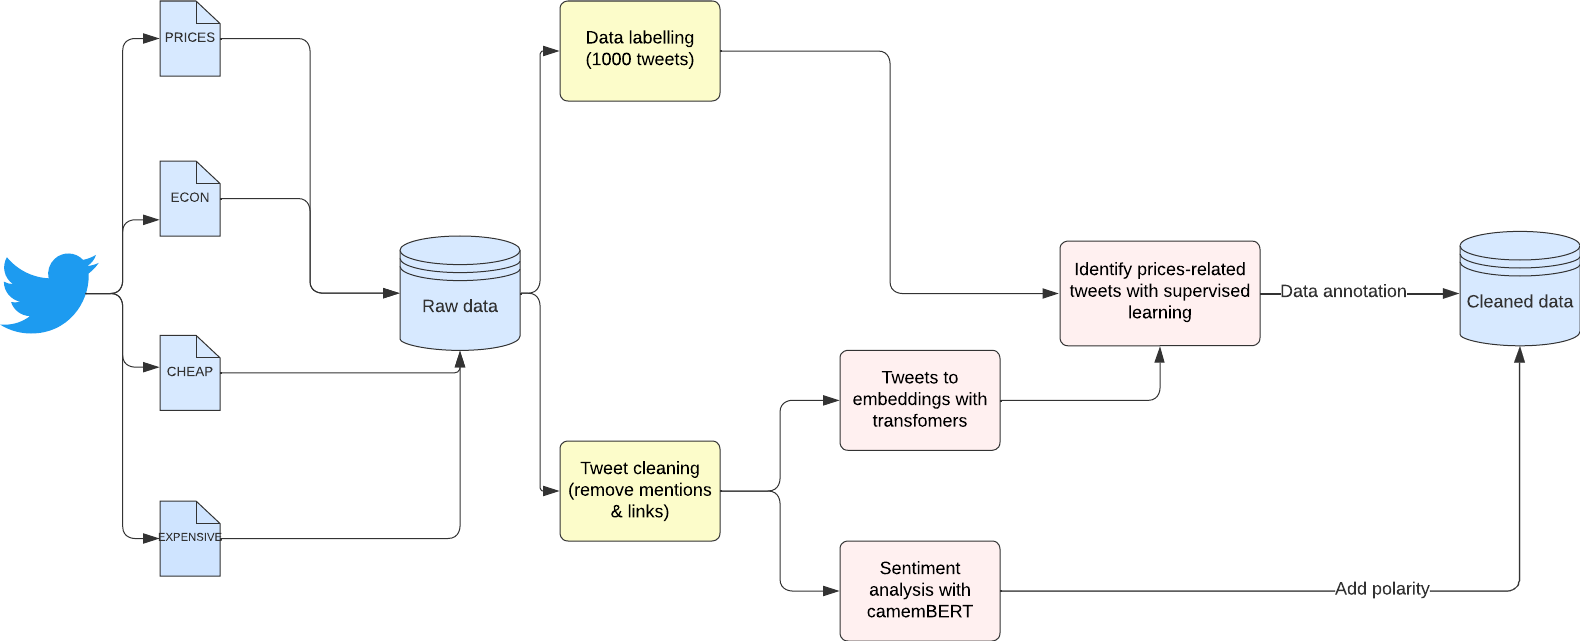 PRICES
ECON
CHEAP
EXPENSIVE
Raw data
Data labelling
(1000 tweets)
Tweet cleaning
(remove mentions
& links)
Tweets to
embeddings with
transfomers
Sentiment
analysis with
camemBERT
Identify prices-related
tweets with supervised
learning
Data annotation
Add polarity
Cleaned data